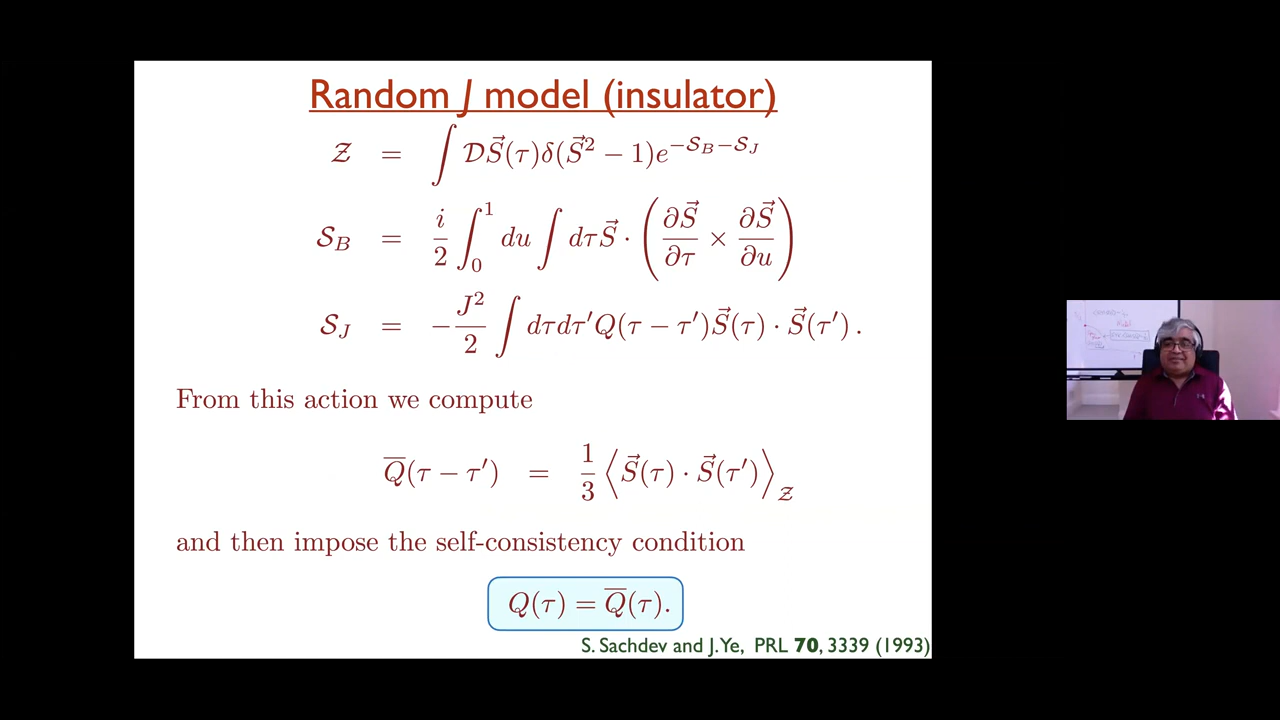 Random J model (insulator)
𝒵 = ∫ 𝒟S⃗(τ)δ(S⃗² − 1)e^{−𝒮_B−𝒮_J}
𝒮_B = i/2 ∫₀¹ du ∫ dτ S⃗ · (∂S⃗/∂τ × ∂S⃗/∂u)
𝒮_J = −J²/2 ∫ dτdτ′Q(τ − τ′)S⃗(τ) · S⃗(τ′) .
From this action we compute
Q̅(τ − τ′) = 1/3 ⟨S⃗(τ) · S⃗(τ′)⟩_𝒵
and then impose the self-consistency condition
Q(τ) = Q̅(τ).
S. Sachdev and J. Ye, PRL 70, 3339 (1993)